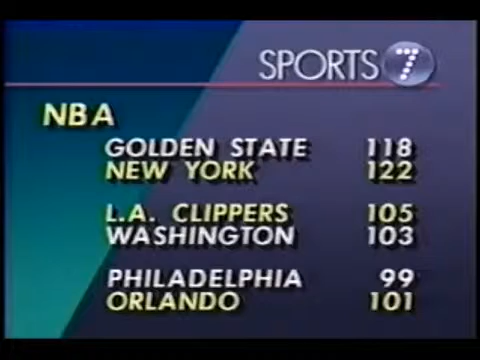 SPORTS 7
NBA
GOLDEN STATE 118
NEW YORK 122
L.A. CLIPPERS 105
WASHINGTON 103
PHILADELPHIA 99
ORLANDO 101